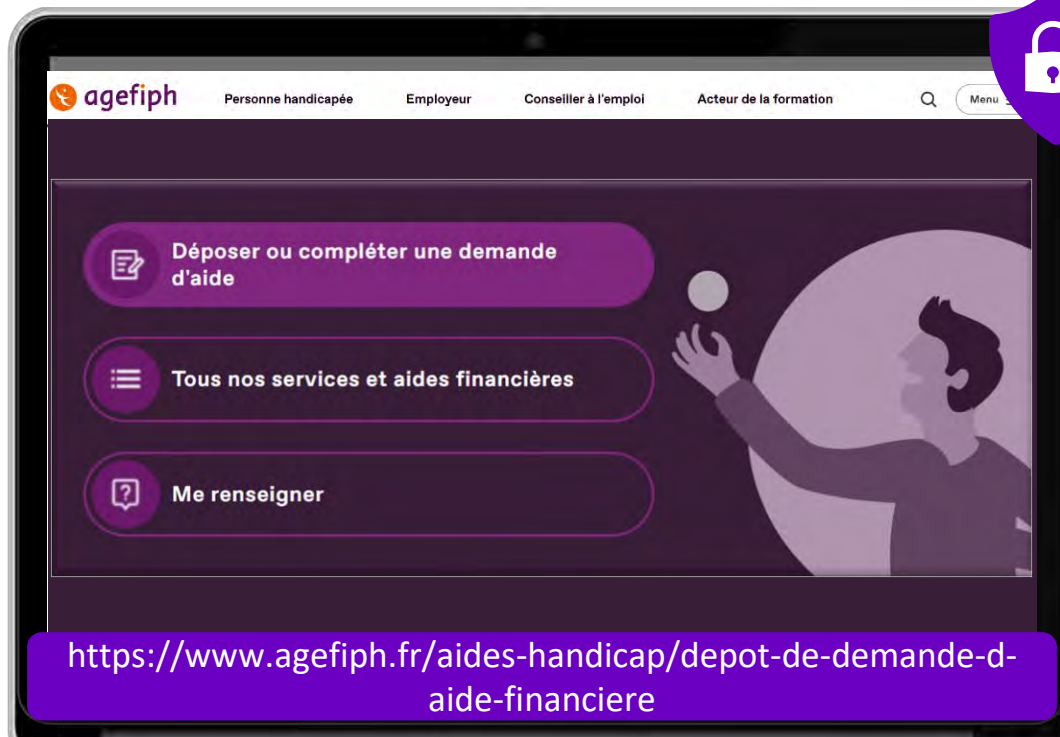 agefiph
Personne handicapée
Employeur
Conseiller à l'emploi
Acteur de la formation
Menu
Déposer ou compléter une demande
d'aide
Tous nos services et aides financières
Me renseigner
https://www.agefiph.fr/aides-handicap/depot-de-demande-d-
aide-financiere